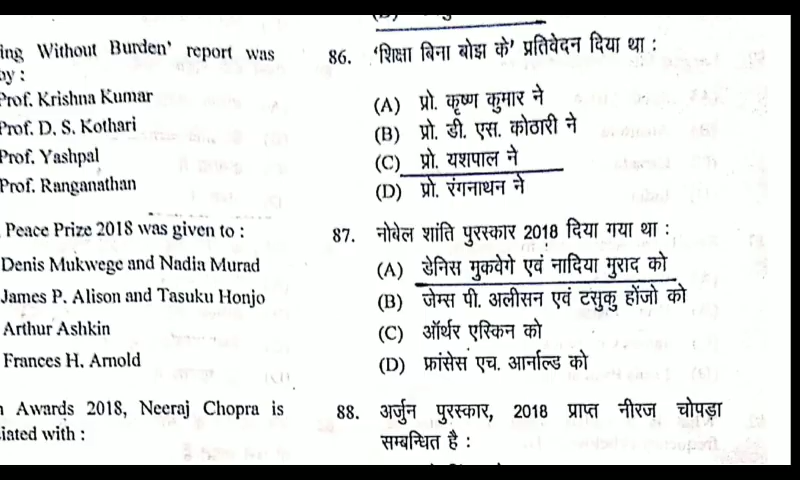 ing Without Burden' report was
by :
Prof. Krishna Kumar
Prof. D. S. Kothari
Prof. Yashpal
Prof. Ranganathan
Peace Prize 2018 was given to :
Denis Mukwege and Nadia Murad
James P. Alison and Tasuku Honjo
Arthur Ashkin
Frances H. Arnold
Awards 2018, Neeraj Chopra is
iated with :
86. 'शिक्षा बिना बोझ के' प्रतिवेदन दिया था :
(A) प्रो. कृष्ण कुमार ने
(B) प्रो. डी. एस. कोठारी ने
(C) प्रो. यशपाल ने
(D) प्रो. रंगनाथन ने
87. नोबेल शांति पुरस्कार 2018 दिया गया था :
(A) डेनिस मुकवेगे एवं नादिया मुराद को
(B) जेम्स पी. अलीसन एवं टसुकु होंजो को
(C) ऑर्थर एस्किन को
(D) फ्रांसेस एच. आर्नाल्ड को
88. अर्जुन पुरस्कार, 2018 प्राप्त नीरज चोपड़ा
सम्बन्धित है :